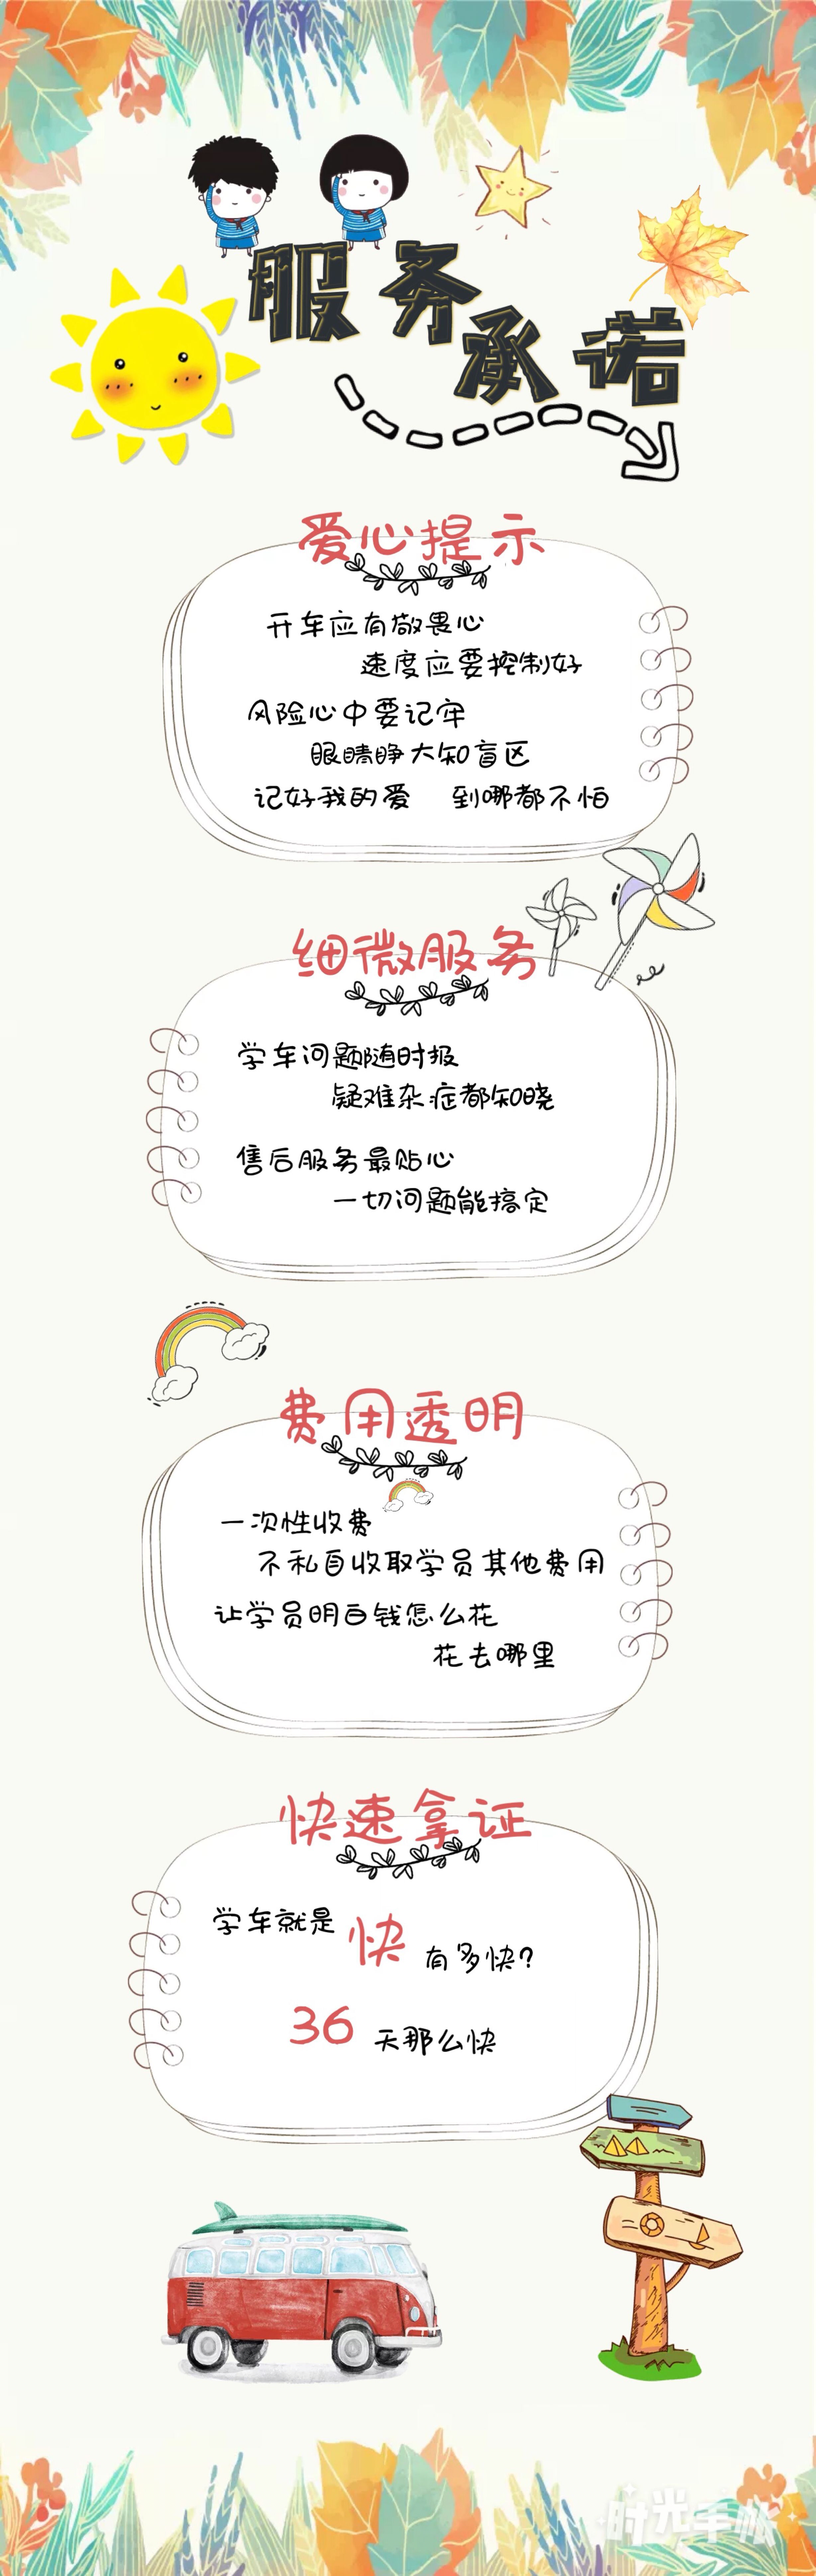 服务承诺
爱心提示
开车应有敬畏心
速度应要控制好
风险心中要记牢
眼睛睁大知盲区
记好我的爱 到哪都不怕
细微服务
学车问题随时报
疑难杂症都知晓
售后服务最贴心
一切问题能搞定
费用透明
一次性收费
不私自收取学员其他费用
让学员明白钱怎么花
花去哪里
快速拿证
学车就是快有多快?
36天那么快
时光手帐